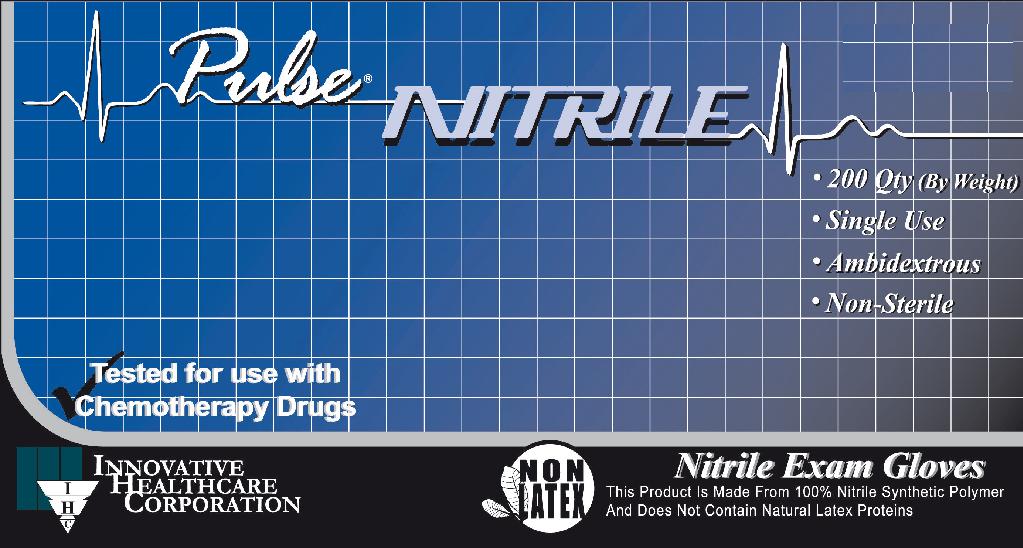 Pulse®
NITRILE
• 200 Qty (By Weight)
• Single Use
• Ambidextrous
• Non-Sterile
Tested for use with
Chemotherapy Drugs
IHC
INNOVATIVE
HEALTHCARE
CORPORATION
NON
LATEX
Nitrile Exam Gloves
This Product Is Made From 100% Nitrile Synthetic Polymer
And Does Not Contain Natural Latex Proteins